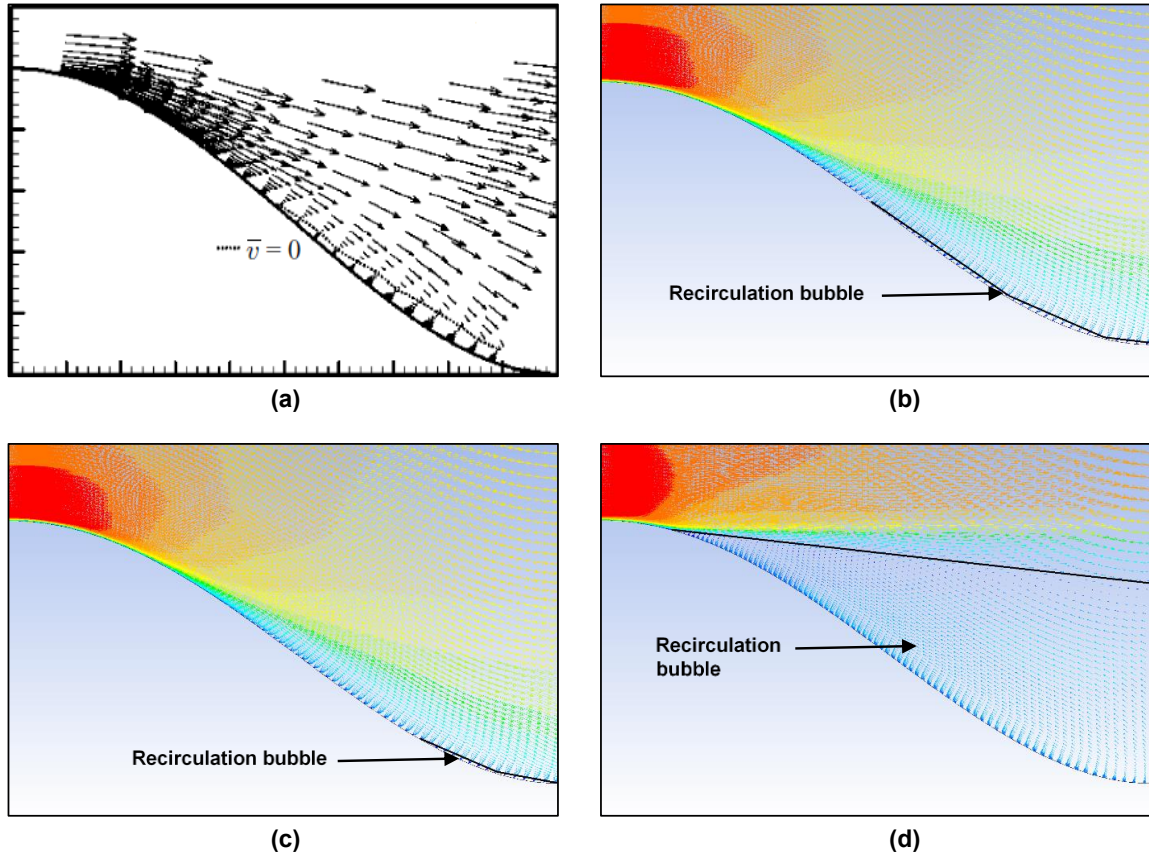 v̅ = 0
(a)
Recirculation bubble
(b)
Recirculation bubble
(c)
Recirculation
bubble
(d)